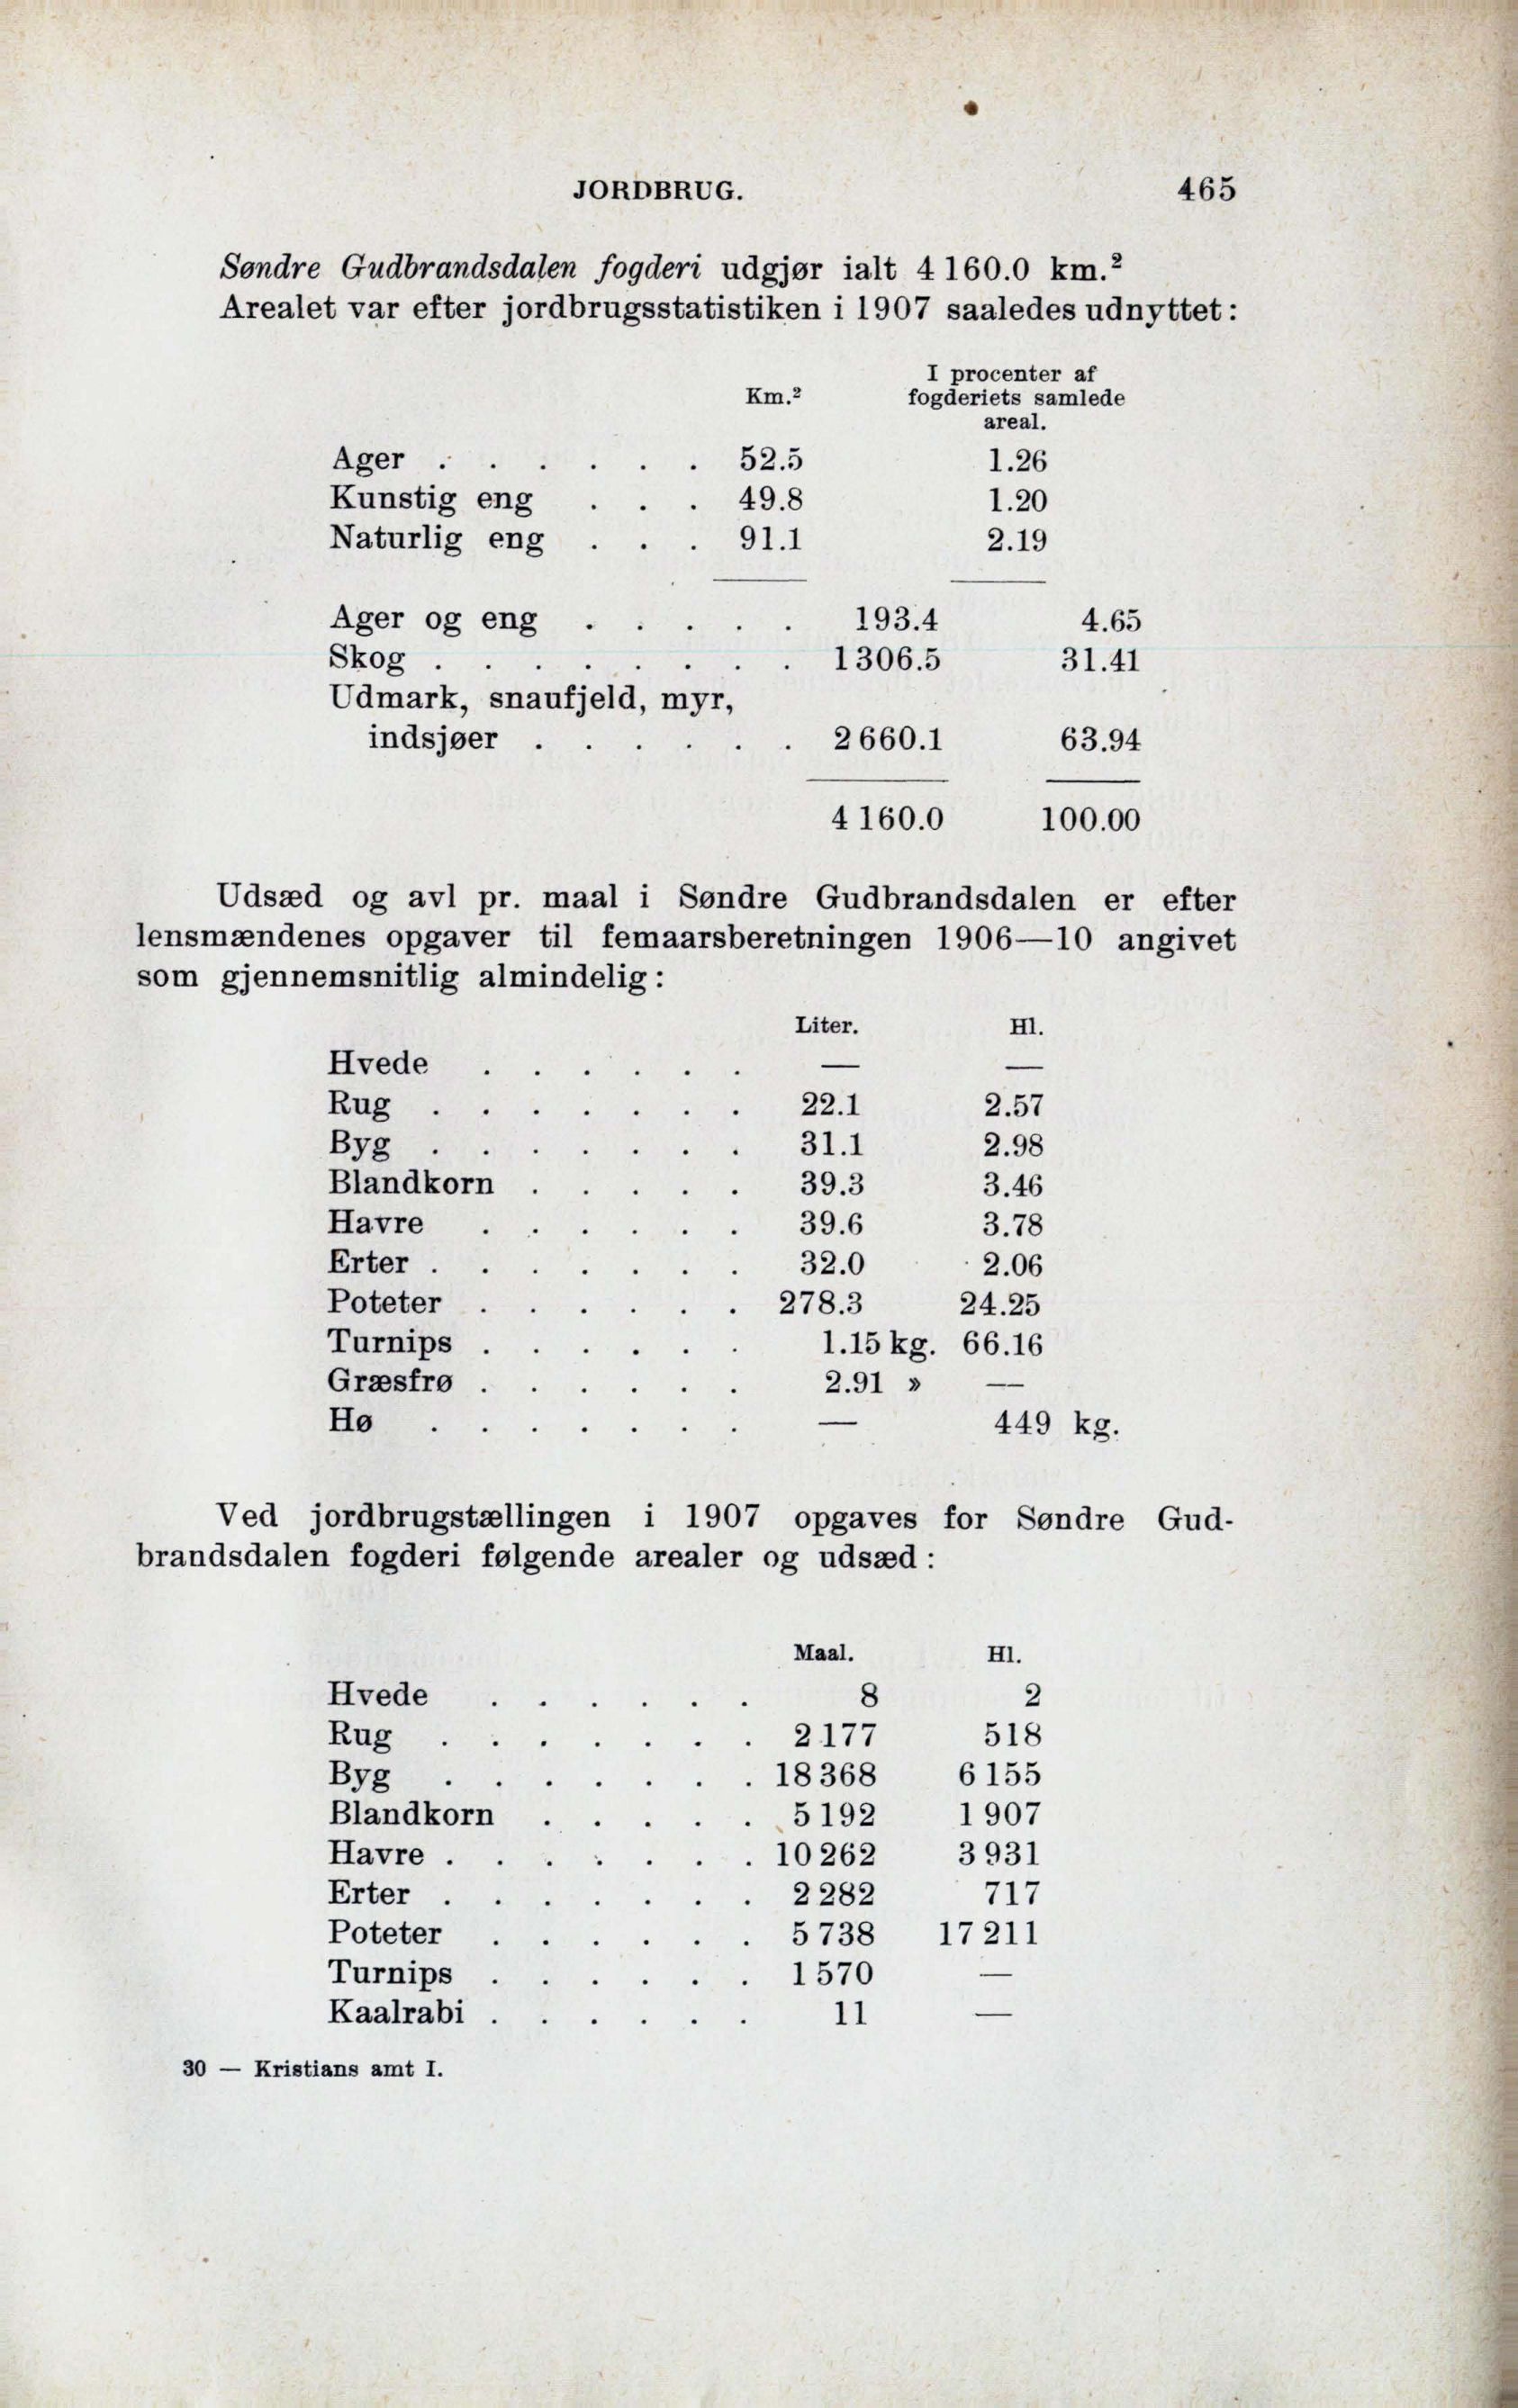 JORDBRUG. 465
Søndre Gudbrandsdalen fogderi udgjør ialt 4 160.0 km.²
Arealet var efter jordbrugsstatistiken i 1907 saaledes udnyttet:
I procenter af
Km.² fogderiets samlede
areal.
Ager . . . . . . 52.5 1.26
Kunstig eng . . . 49.8 1.20
Naturlig eng . . . 91.1 2.19
Ager og eng . . . . . 193.4 4.65
Skog . . . . . . . . 1306.5 31.41
Udmark, snaufjeld, myr,
indsjøer . . . . . . 2660.1 63.94
4 160.0 100.00
Udsæd og avl pr. maal i Søndre Gudbrandsdalen er efter
lensmændenes opgaver til femaarsberetningen 1906—10 angivet
som gjennemsnitlig almindelig:
Liter. Hl.
Hvede . . . . . . — —
Rug . . . . . . . 22.1 2.57
Byg . . . . . . . 31.1 2.98
Blandkorn . . . . . 39.3 3.46
Havre . . . . . . 39.6 3.78
Erter . . . . . . . 32.0 2.06
Poteter . . . . . . 278.3 24.25
Turnips . . . . . . 1.15 kg. 66.16
Græsfrø . . . . . . 2.91 » —
Hø . . . . . . . — 449 kg.
Ved jordbrugstællingen i 1907 opgaves for Søndre Gud-
brandsdalen fogderi følgende arealer og udsæd:
Maal. Hl.
Hvede . . . . . . 8 2
Rug . . . . . . . 2 177 518
Byg . . . . . . . 18 368 6 155
Blandkorn . . . . . 5 192 1 907
Havre . . . . . . . 10 262 3 931
Erter . . . . . . . 2 282 717
Poteter . . . . . . 5 738 17 211
Turnips . . . . . . 1 570 —
Kaalrabi . . . . . . 11 —
30 — Kristians amt I.